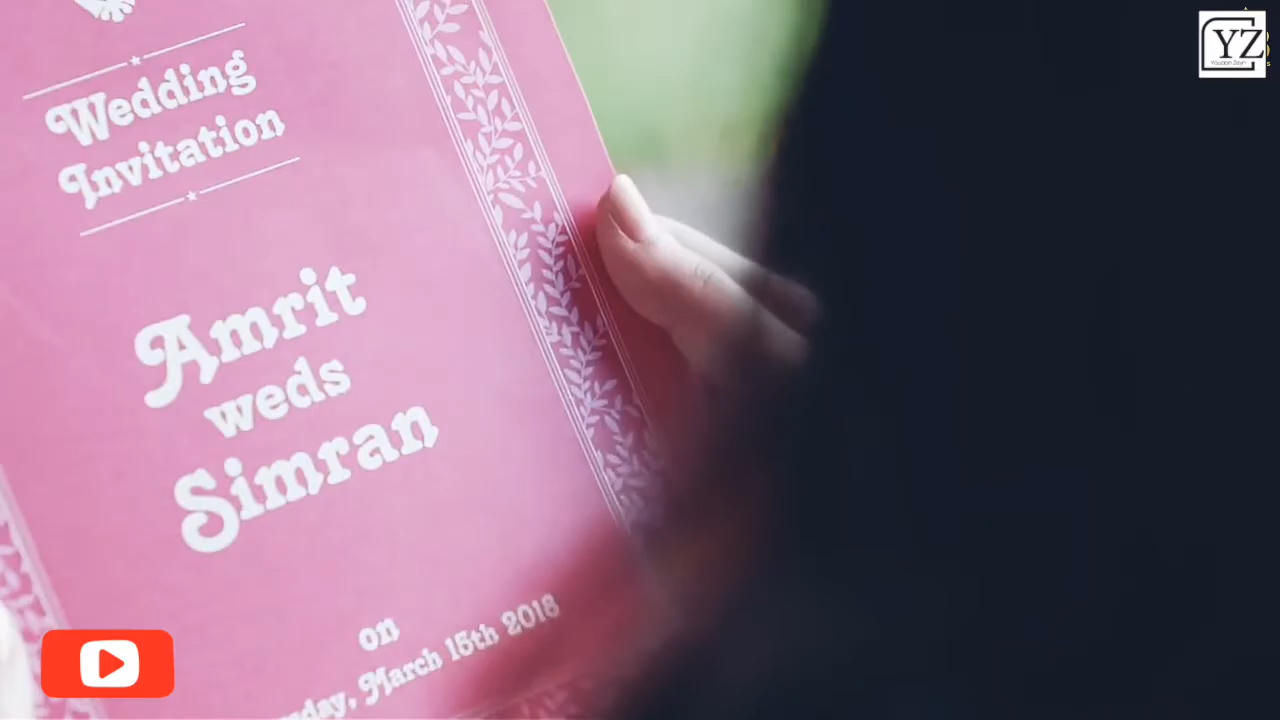 Wedding
Invitation
Amrit
weds
Simran
on
March 15th 2018
YZ